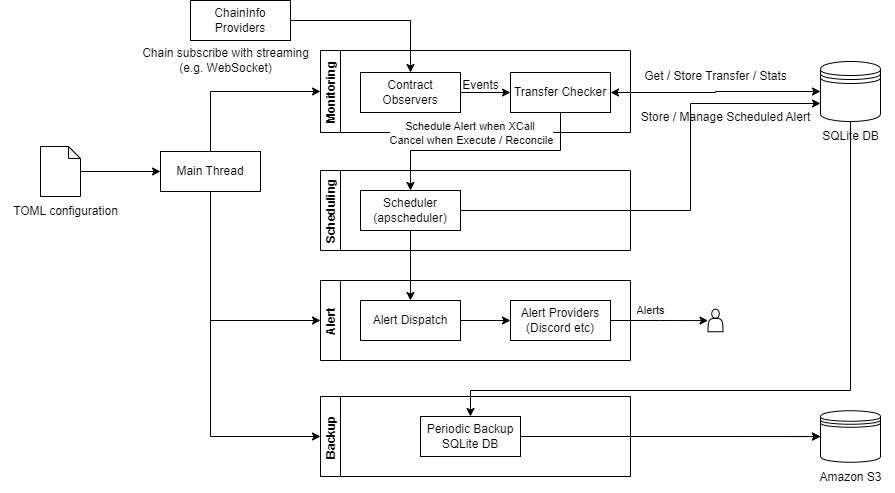 ChainInfo
Providers
Chain subscribe with streaming
(e.g. WebSocket)
Monitoring
Contract
Observers
Events
Transfer Checker
Get / Store Transfer / Stats
Store / Manage Scheduled Alert
SQLite DB
Schedule Alert when XCall
Cancel when Execute / Reconcile
Main Thread
TOML configuration
Scheduling
Scheduler
(apscheduler)
Alert
Alert Dispatch
Alert Providers
(Discord etc)
Alerts
Backup
Periodic Backup
SQLite DB
Amazon S3